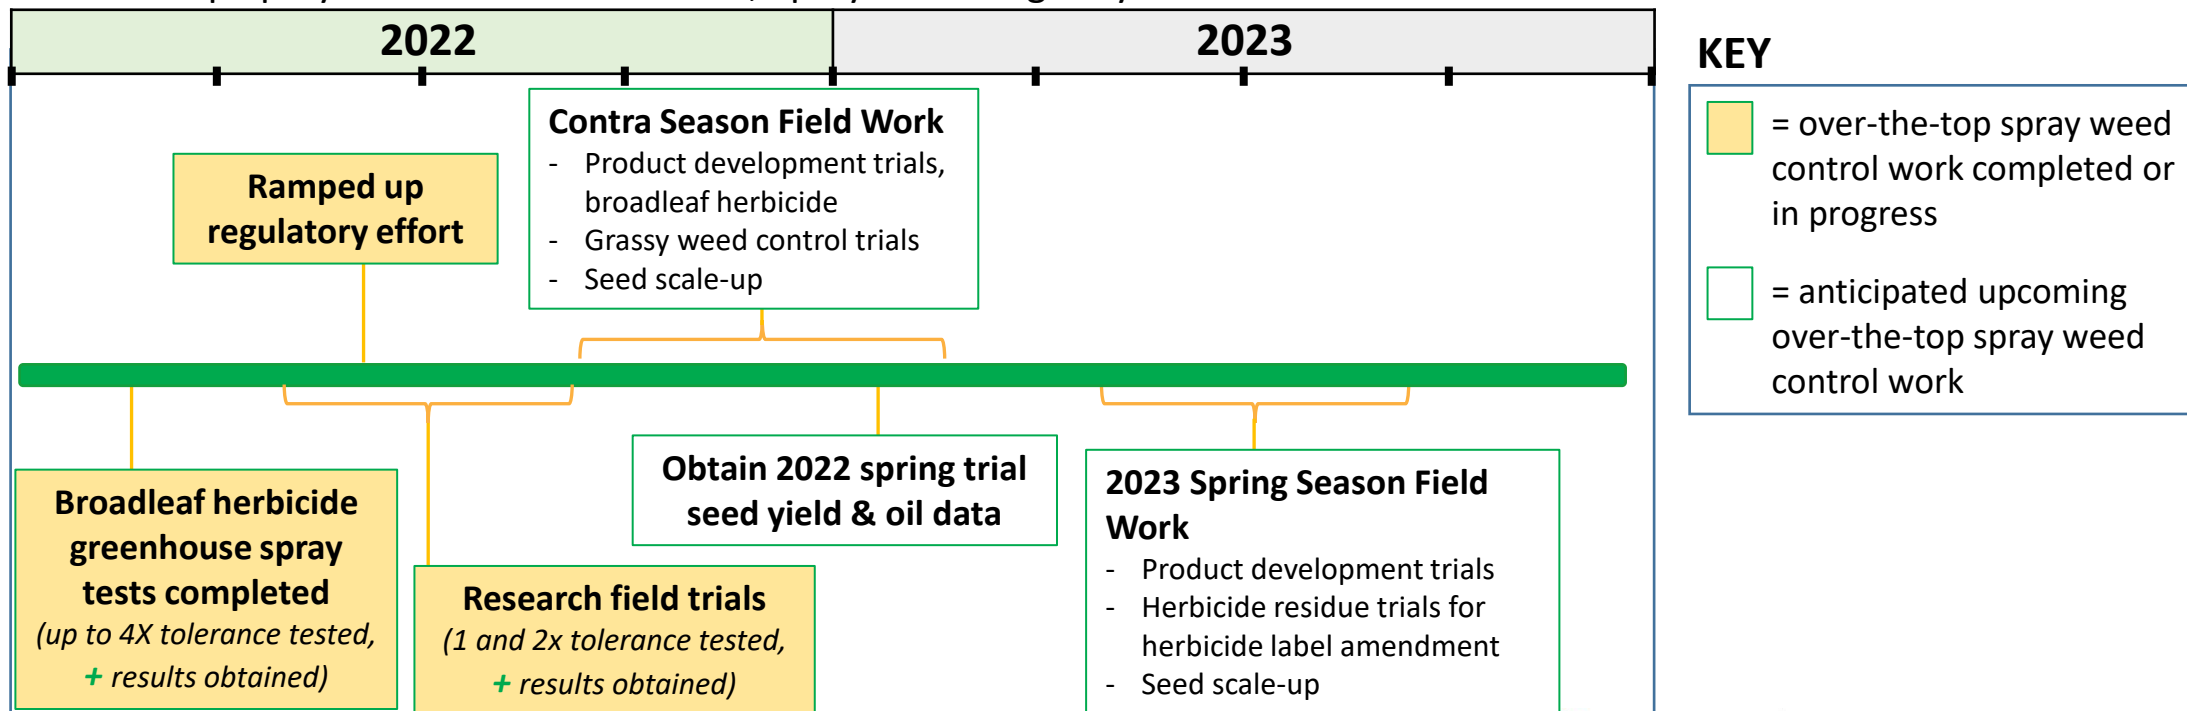 2022
2023
KEY
Contra Season Field Work
- Product development trials,
broadleaf herbicide
- Grassy weed control trials
- Seed scale-up
Ramped up
regulatory effort
= over-the-top spray weed
control work completed or
in progress
= anticipated upcoming
over-the-top spray weed
control work
Broadleaf herbicide
greenhouse spray
tests completed
(up to 4X tolerance tested,
+ results obtained)
Research field trials
(1 and 2x tolerance tested,
+ results obtained)
Obtain 2022 spring trial
seed yield & oil data
2023 Spring Season Field
Work
- Product development trials
- Herbicide residue trials for
herbicide label amendment
- Seed scale-up